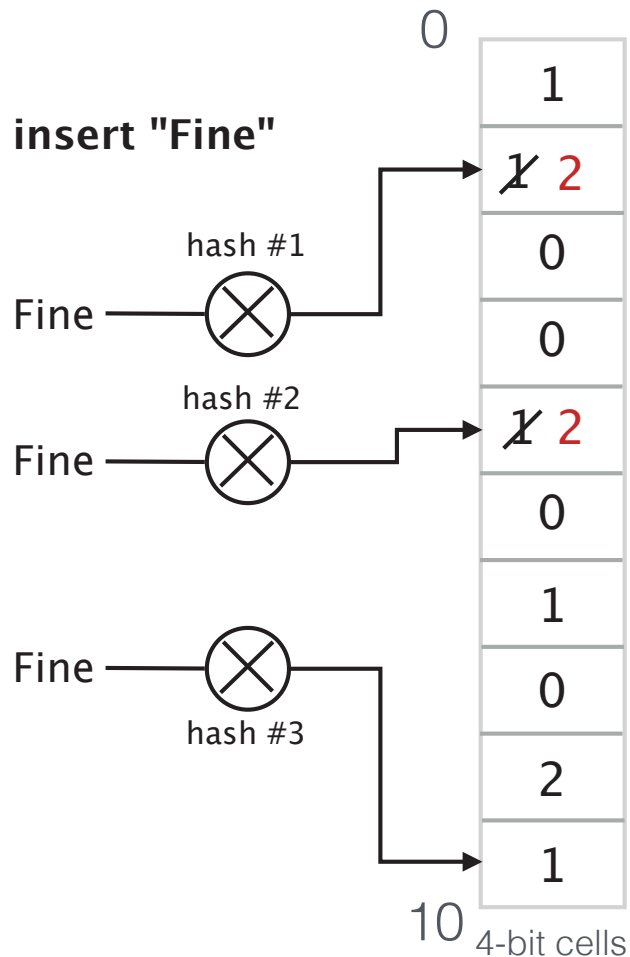 0
1
insert "Fine"
1 2
hash #1
0
Fine
0
hash #2
1 2
Fine
0
1
Fine
0
hash #3
2
1
10
4-bit cells